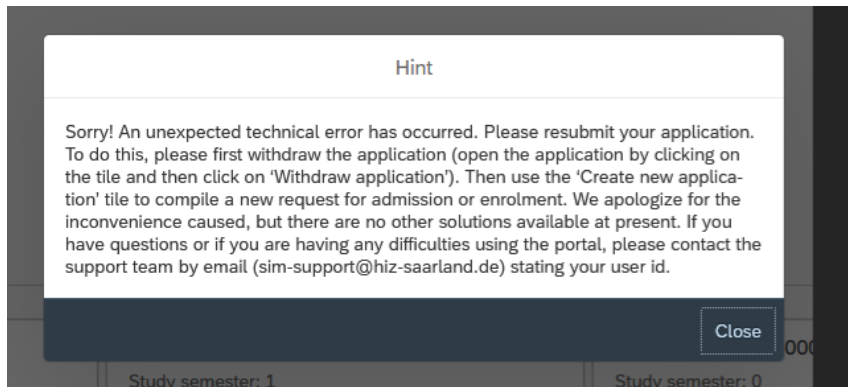 Hint
Sorry! An unexpected technical error has occurred. Please resubmit your application.
To do this, please first withdraw the application (open the application by clicking on
the tile and then click on ‘Withdraw application’). Then use the ‘Create new applica-
tion’ tile to compile a new request for admission or enrolment. We apologize for the
inconvenience caused, but there are no other solutions available at present. If you
have questions or if you are having any difficulties using the portal, please contact the
support team by email (sim-support@hiz-saarland.de) stating your user id.
Close
Study semester: 1
Study semester: 0